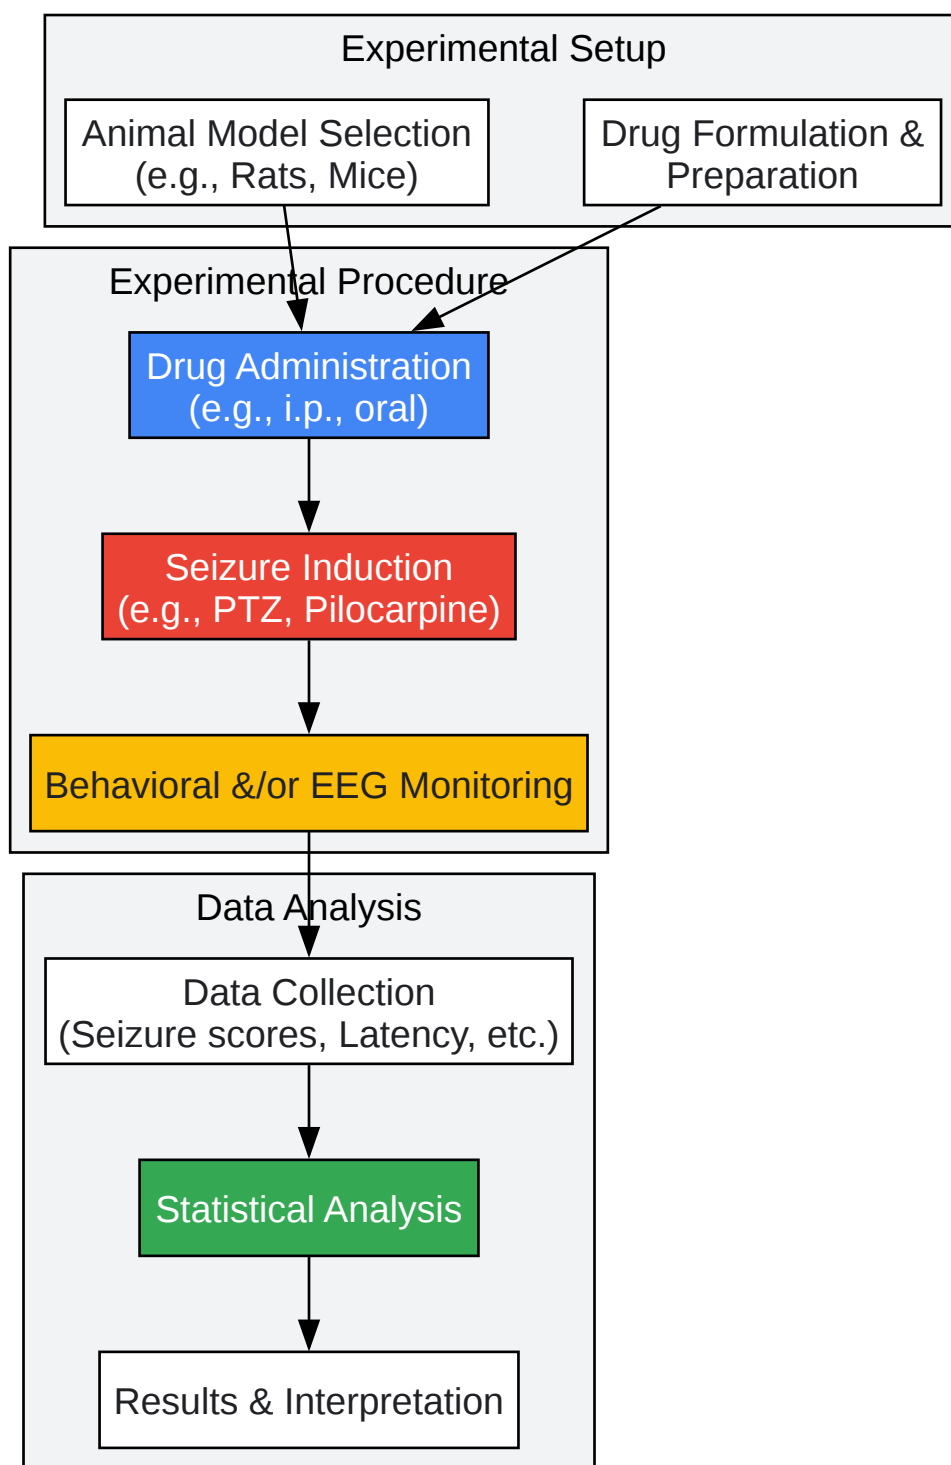 Experimental Setup
Animal Model Selection
(e.g., Rats, Mice)
Drug Formulation &
Preparation
Experimental Procedure
Drug Administration
(e.g., i.p., oral)
Seizure Induction
(e.g., PTZ, Pilocarpine)
Behavioral &/or EEG Monitoring
Data Analysis
Data Collection
(Seizure scores, Latency, etc.)
Statistical Analysis
Results & Interpretation